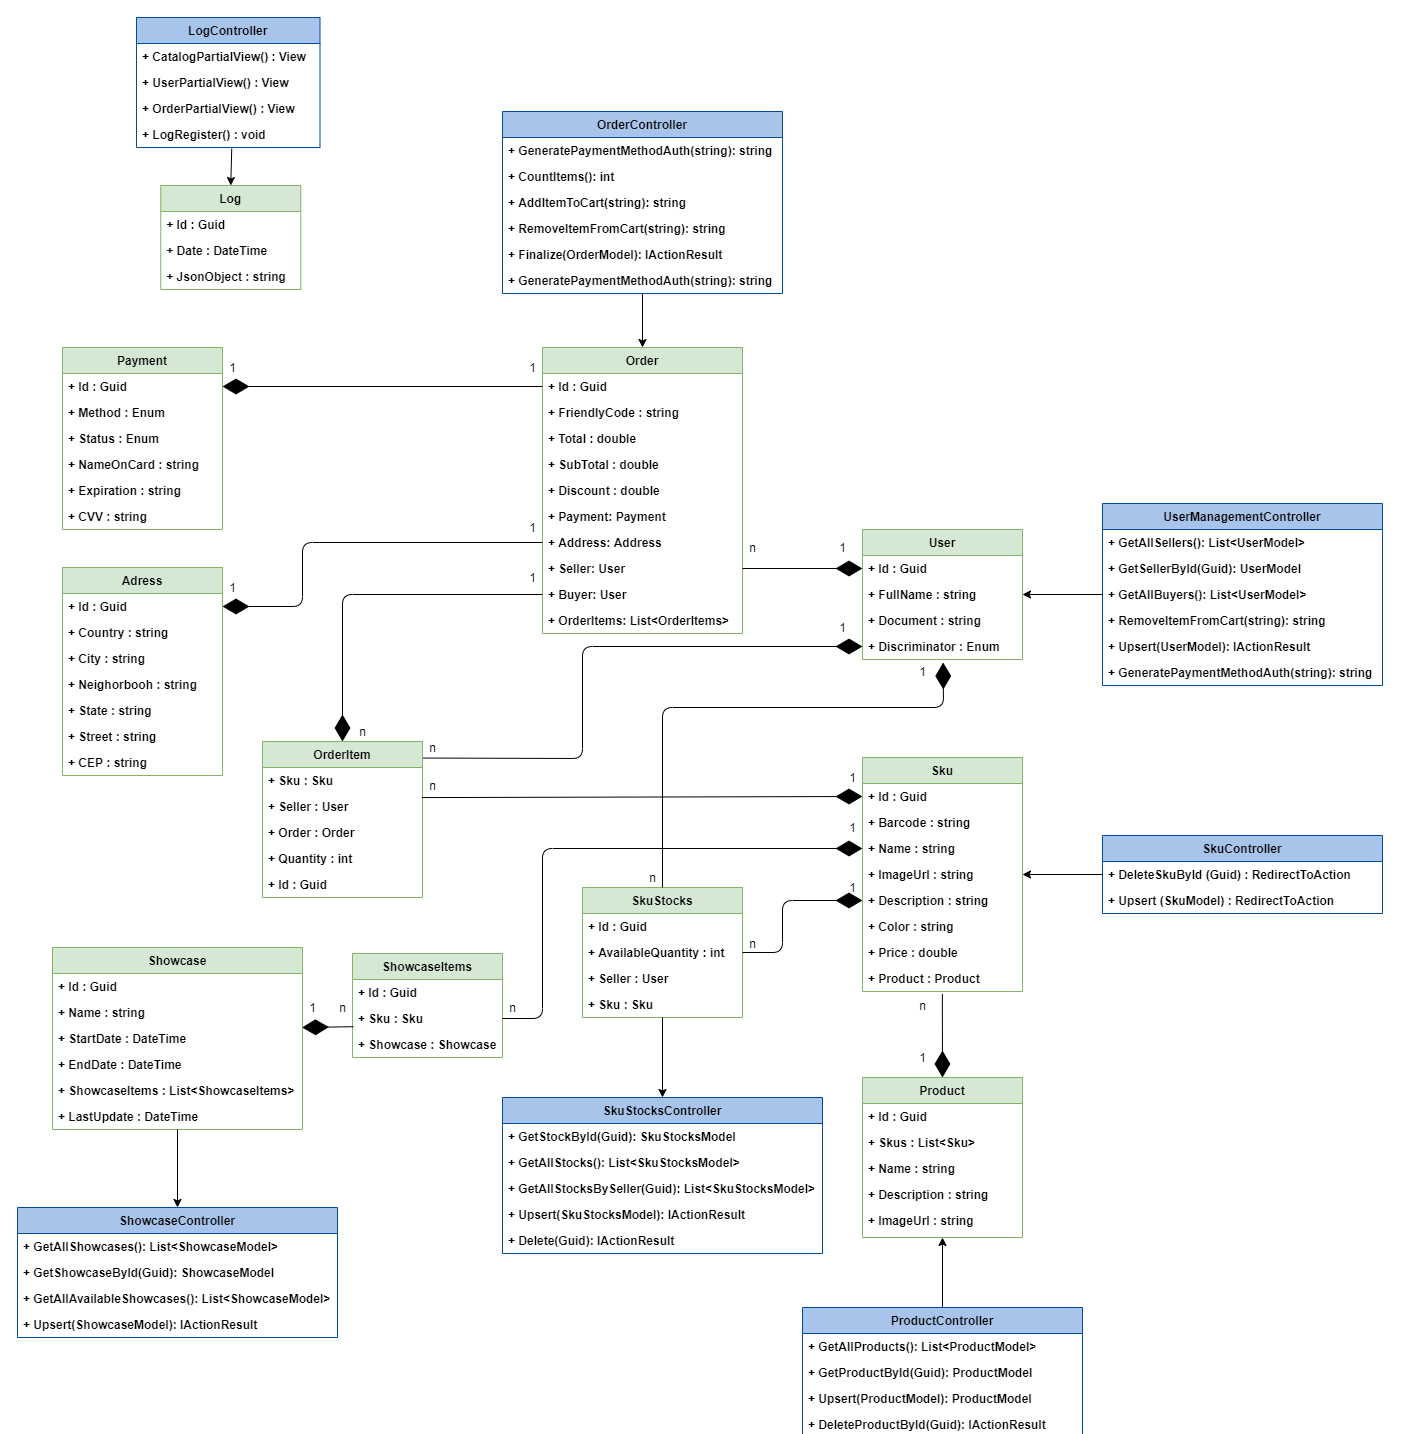 LogController
+ CatalogPartialView() : View
+ UserPartialView() : View
+ OrderPartialView() : View
+ LogRegister() : void
Log
+ Id : Guid
+ Date : DateTime
+ JsonObject : string
OrderController
+ GeneratePaymentMethodAuth(string): string
+ CountItems(): int
+ AddItemToCart(string): string
+ RemoveItemFromCart(string): string
+ Finalize(OrderModel): IActionResult
+ GeneratePaymentMethodAuth(string): string
Payment
+ Id : Guid
+ Method : Enum
+ Status : Enum
+ NameOnCard : string
+ Expiration : string
+ CVV : string
1
1
Order
+ Id : Guid
+ FriendlyCode : string
+ Total : double
+ SubTotal : double
+ Discount : double
+ Payment: Payment
+ Address: Address
+ Seller: User
+ Buyer: User
+ OrderItems: List<OrderItems>
1
1
1
n
1
Adress
+ Id : Guid
+ Country : string
+ City : string
+ Neighorbooh : string
+ State : string
+ Street : string
+ CEP : string
User
+ Id : Guid
+ FullName : string
+ Document : string
+ Discriminator : Enum
1
1
UserManagementController
+ GetAllSellers(): List<UserModel>
+ GetSellerById(Guid): UserModel
+ GetAllBuyers(): List<UserModel>
+ RemoveItemFromCart(string): string
+ Upsert(UserModel): IActionResult
+ GeneratePaymentMethodAuth(string): string
n
n
n
OrderItem
+ Sku : Sku
+ Seller : User
+ Order : Order
+ Quantity : int
+ Id : Guid
1
1
1
Sku
+ Id : Guid
+ Barcode : string
+ Name : string
+ ImageUrl : string
+ Description : string
+ Color : string
+ Price : double
+ Product : Product
SkuController
+ DeleteSkuById (Guid) : RedirectToAction
+ Upsert (SkuModel) : RedirectToAction
n
SkuStocks
+ Id : Guid
+ AvailableQuantity : int
+ Seller : User
+ Sku : Sku
n
Showcase
+ Id : Guid
+ Name : string
+ StartDate : DateTime
+ EndDate : DateTime
+ ShowcaseItems : List<ShowcaseItems>
+ LastUpdate : DateTime
1
n
ShowcaseItems
+ Id : Guid
+ Sku : Sku
+ Showcase : Showcase
n
n
1
Product
+ Id : Guid
+ Skus : List<Sku>
+ Name : string
+ Description : string
+ ImageUrl : string
SkuStocksController
+ GetStockById(Guid): SkuStocksModel
+ GetAllStocks(): List<SkuStocksModel>
+ GetAllStocksBySeller(Guid): List<SkuStocksModel>
+ Upsert(SkuStocksModel): IActionResult
+ Delete(Guid): IActionResult
ShowcaseController
+ GetAllShowcases(): List<ShowcaseModel>
+ GetShowcaseById(Guid): ShowcaseModel
+ GetAllAvailableShowcases(): List<ShowcaseModel>
+ Upsert(ShowcaseModel): IActionResult
ProductController
+ GetAllProducts(): List<ProductModel>
+ GetProductById(Guid): ProductModel
+ Upsert(ProductModel): ProductModel
+ DeleteProductById(Guid): IActionResult